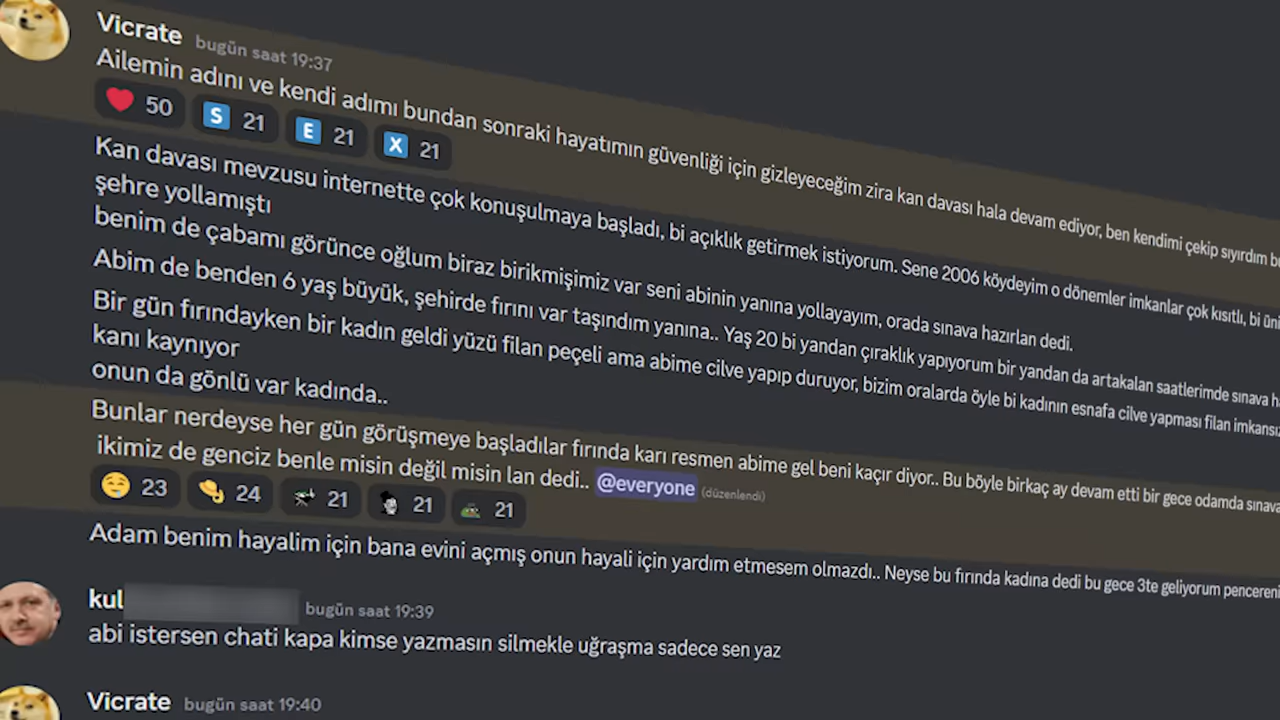 Vicrate bugün saat 19:37
Ailemin adını ve kendi adımı bundan sonraki hayatımın güvenliği için gizleyeceğim zira kan davası hala devam ediyor, ben kendimi çekip sıyırdım
50 S 21 E 21 X 21
Kan davası mevzusu internette çok konuşulmaya başladı, bi açıklık getirmek istiyorum. Sene 2006 köydeyim o dönemler imkanlar çok kısıtlı, bi
şehre yollamıştı
benim de çabamı görünce oğlum biraz birikmişimiz var seni abinin yanına yollayayım, orada sınava hazırlan dedi.
Abim de benden 6 yaş büyük, şehirde fırını var taşındım yanına.. Yaş 20 bi yandan çıraklık yapıyorum bir yandan da artakalan saatlerimde sınava
Bir gün fırındayken bir kadın geldi yüzü filan peçeli ama abime cilve yapıp duruyor, bizim oralarda öyle bi kadının esnafa cilve yapması filan
kanı kaynıyor
onun da gönlü var kadında..
Bunlar nerdeyse her gün görüşmeye başladılar fırında karı resmen abime gel beni kaçır diyor.. Bu böyle birkaç ay devam etti bir gece odamda
ikimiz de genciz benle misin değil misin lan dedi.. @everyone (düzenlendi)
23 24 21 21 21
Adam benim hayalim için bana evini açmış onun hayali için yardım etmesem olmazdı.. Neyse bu fırında kadına dedi bu gece 3te geliyorum
kul bugün saat 19:39
abi istersen chati kapa kimse yazmasın silmekle uğraşma sadece sen yaz
Vicrate bugün saat 19:40